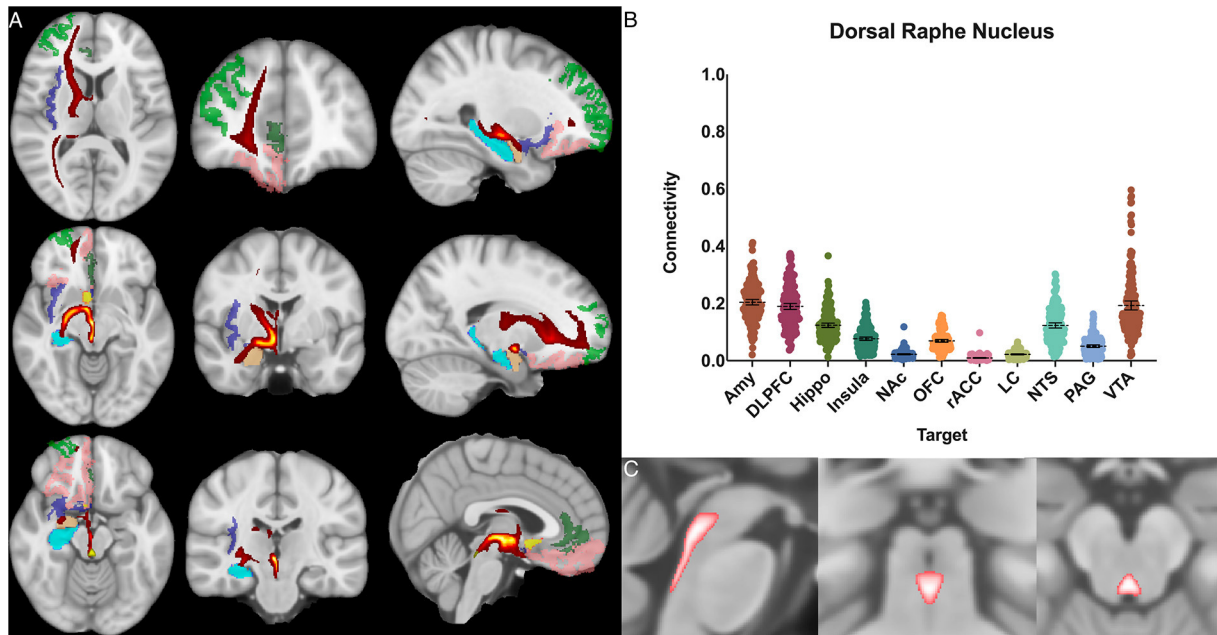 A
B
Dorsal Raphe Nucleus
1.0
0.8
0.6
0.4
0.2
0.0
Connectivity
Amy
DLPFC
Hippo
Insula
NAc
OFC
rACC
LC
NTS
PAG
VTA
Target
C